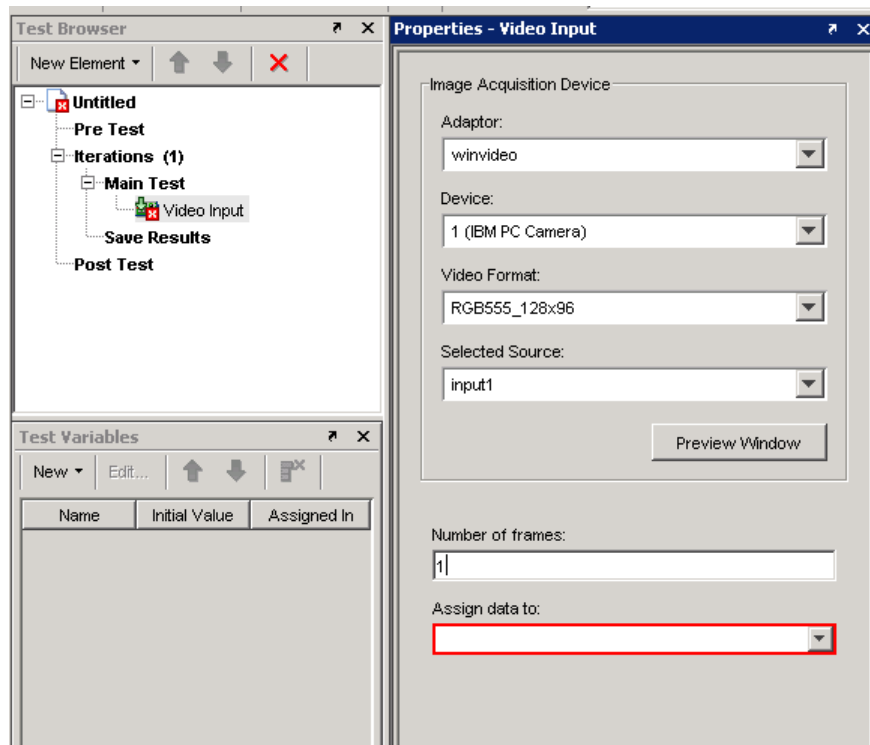 Test Browser
New Element
Untitled
Pre Test
Iterations (1)
Main Test
Video Input
Save Results
Post Test
Test Variables
New Edit...
Name Initial Value Assigned In
Properties - Video Input
Image Acquisition Device
Adaptor:
winvideo
Device:
1 (IBM PC Camera)
Video Format:
RGB555_128x96
Selected Source:
input1
Preview Window
Number of frames:
1
Assign data to: